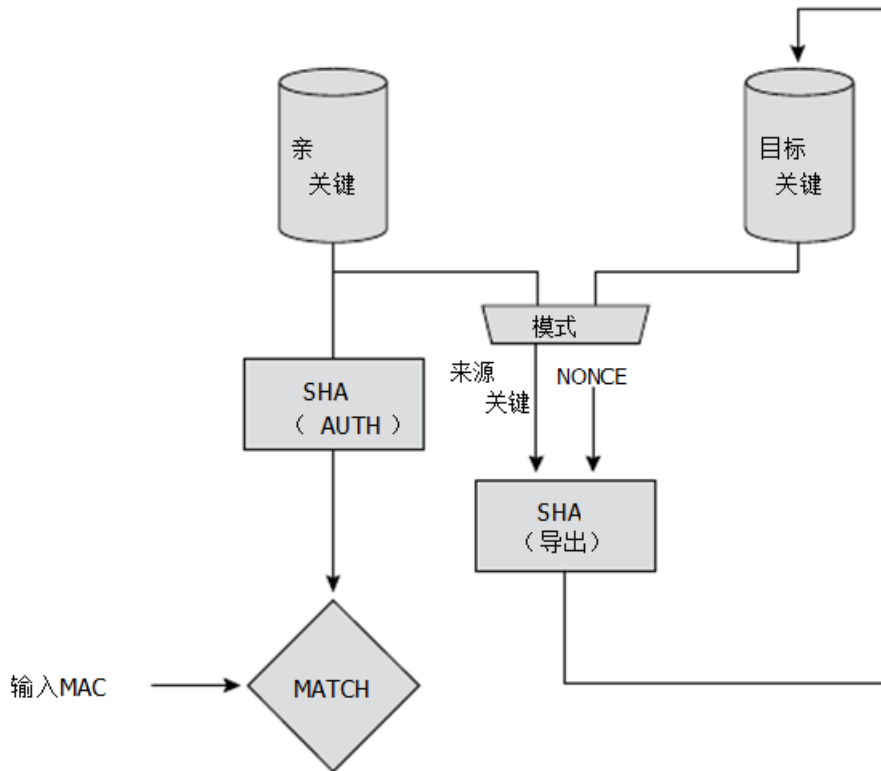 亲
关键
目标
关键
模式
来源
关键
NONCE
SHA
（ AUTH ）
SHA
（导出）
输入MAC
MATCH